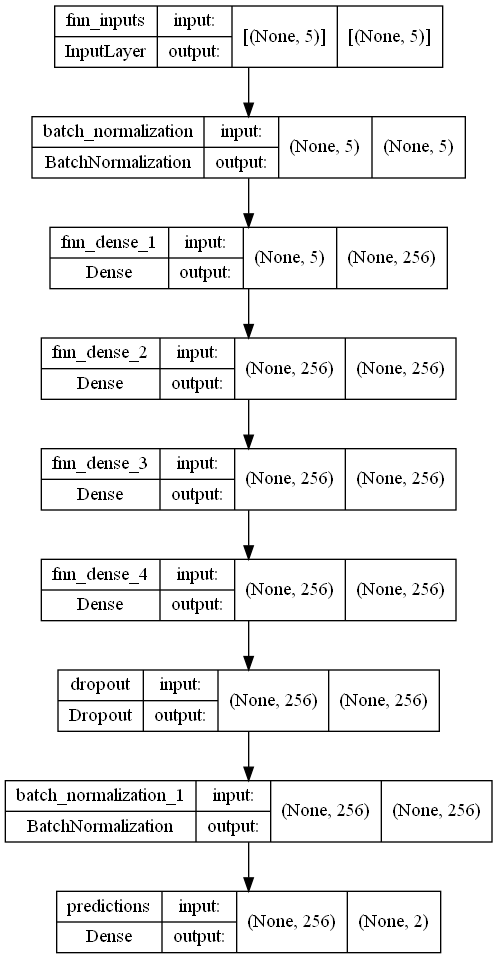 fnn_inputs input: [(None, 5)] [(None, 5)]
InputLayer output:
batch_normalization input: (None, 5) (None, 5)
BatchNormalization output:
fnn_dense_1 input: (None, 5) (None, 256)
Dense output:
fnn_dense_2 input: (None, 256) (None, 256)
Dense output:
fnn_dense_3 input: (None, 256) (None, 256)
Dense output:
fnn_dense_4 input: (None, 256) (None, 256)
Dense output:
dropout input: (None, 256) (None, 256)
Dropout output:
batch_normalization_1 input: (None, 256) (None, 256)
BatchNormalization output:
predictions input: (None, 256) (None, 2)
Dense output: